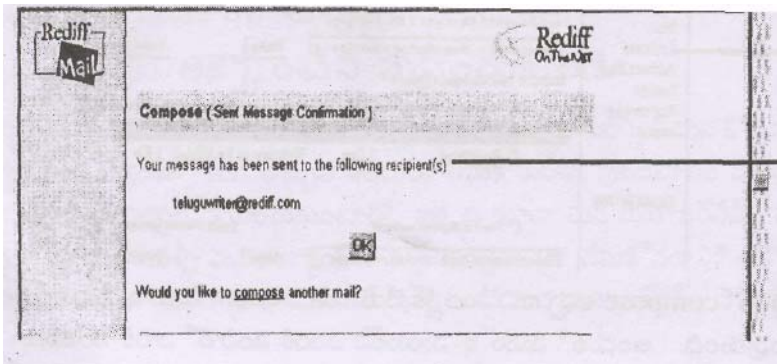 Rediff
Mail
Rediff
On The Net
Compose ( Sent Message Confirmation )
Your message has been sent to the following recipient(s)
teluguwriter@rediff.com
OK
Would you like to compose another mail?